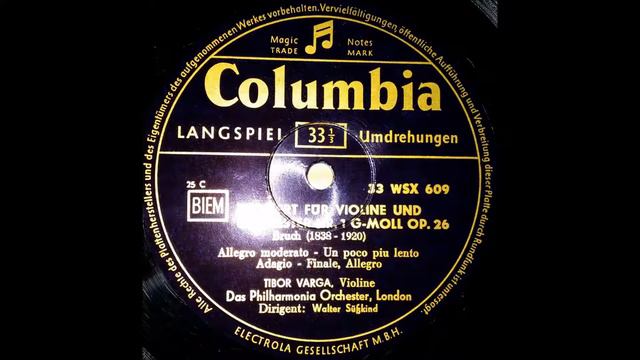 Magic Notes
TRADE MARK
Columbia
LANGSPIEL 33 1/3 Umdrehungen
25 C
BIEM
33 WSX 609
FÜR VIOLINE UND
G-MOLL OP. 26
Bruch (1838 - 1920)
Allegro moderato - Un poco piu lento
Adagio - Finale, Allegro
TIBOR VARGA, Violine
Das Philharmonia Orchester, London
Dirigent: Walter Süßkind
ELECTROLA GESELLSCHAFT M.B.H.
Alle Rechte des Plattenherstellers und des Eigentümers des aufgenommenen Werkes vorbehalten. Vervielfältigungen, öffentliche Aufführung und Verbreitung dieser Platte durch Rundfunk ist untersagt.